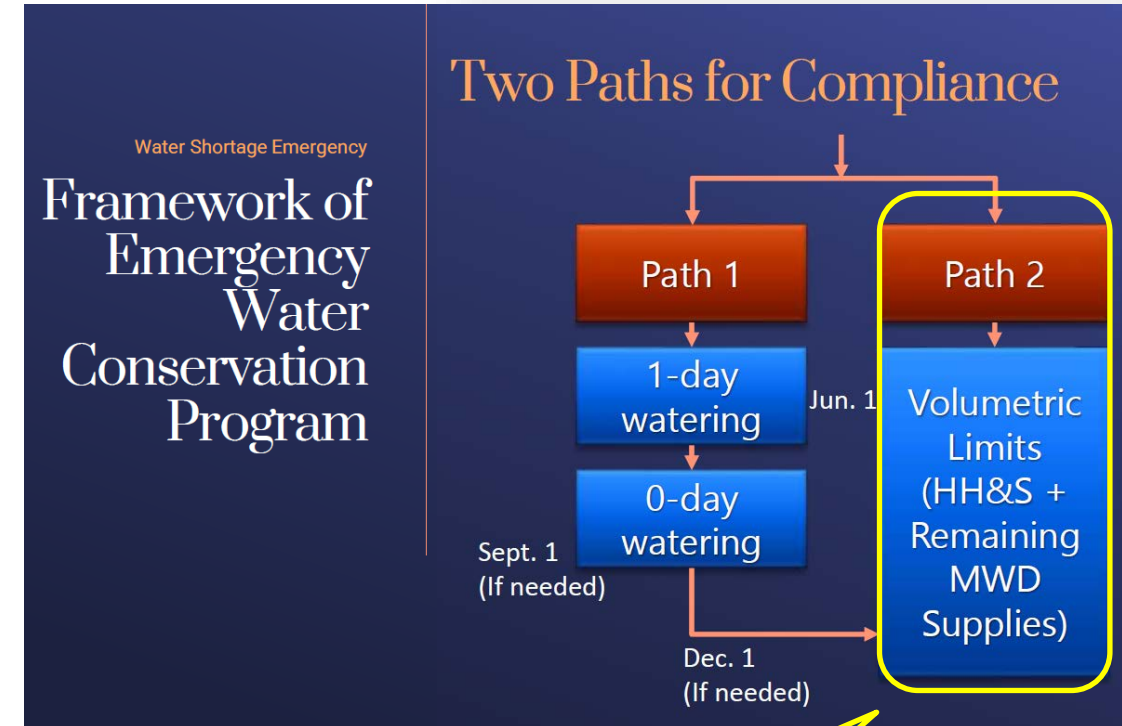 Water Shortage Emergency
Framework of
Emergency
Water
Conservation
Program
Two Paths for Compliance
Path 1
1-day
watering
Jun. 1
0-day
watering
Sept. 1
(If needed)
Dec. 1
(If needed)
Path 2
Volumetric
Limits
(HH&S +
Remaining
MWD
Supplies)